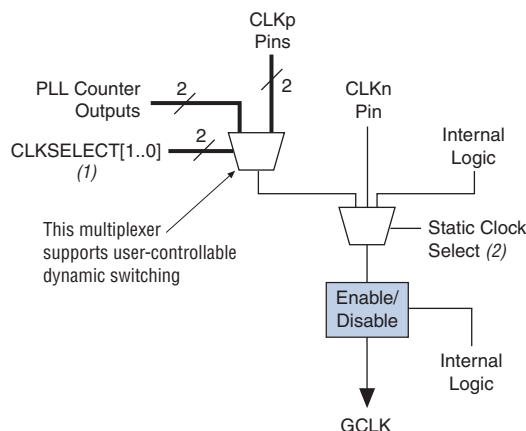 CLKp
Pins
2
PLL Counter
Outputs
2
CLKn
Pin
CLKSELECT[1..0]
(1)
2
Internal
Logic
This multiplexer
supports user-controllable
dynamic switching
Static Clock
Select (2)
Enable/
Disable
Internal
Logic
GCLK